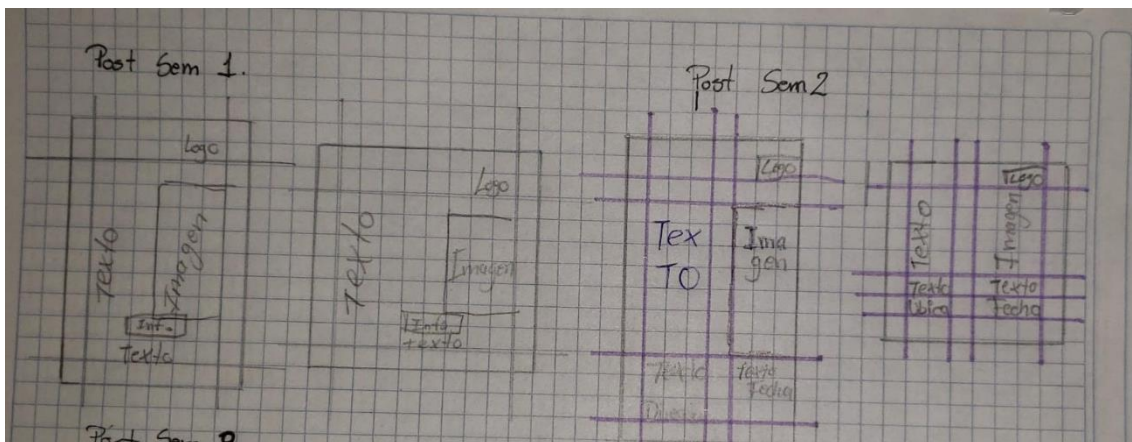 Post Sem 1.
Logo
Texto
Imagen
Info.
Texto
Logo
Texto
Imagen
Info.
texto
Post Sem 2
Logo
Tex
TO
Ima
gen
Texto
Texto
Fecha
Logo
Texto
Imagen
Texto
Ubica
Texto
Fecha